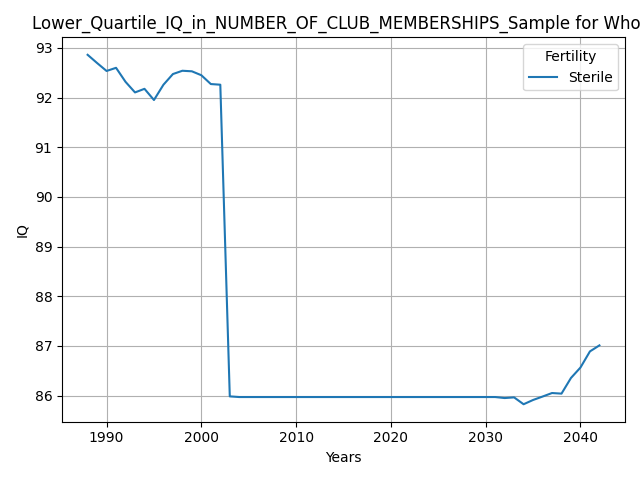 Lower_Quartile_IQ_in_NUMBER_OF_CLUB_MEMBERSHIPS_Sample for Who
Fertility
Sterile
93
92
91
90
89
88
87
86
IQ
1990 2000 2010 2020 2030 2040
Years